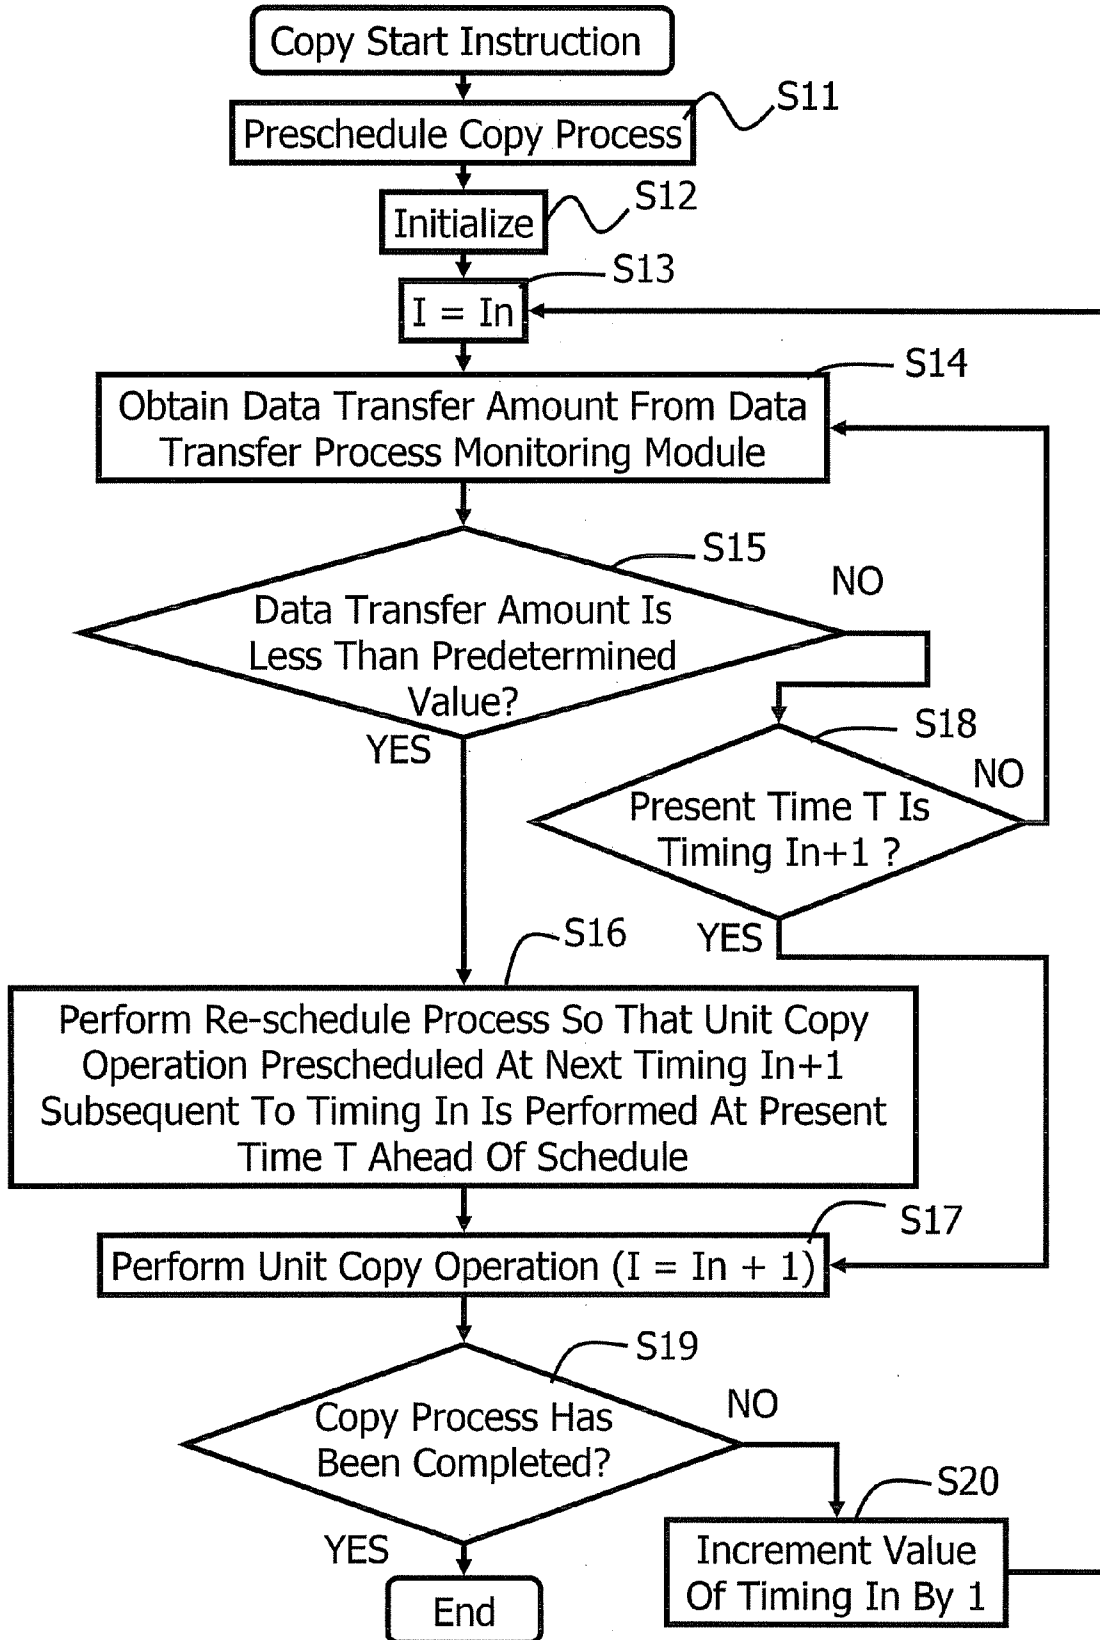 Copy Start Instruction
S11
Preschedule Copy Process
S12
Initialize
S13
I = In
S14
Obtain Data Transfer Amount From Data
Transfer Process Monitoring Module
S15
NO
Data Transfer Amount Is
Less Than Predetermined
Value?
YES
S18
NO
Present Time T Is
Timing In+1 ?
YES
S16
Perform Re-schedule Process So That Unit Copy
Operation Prescheduled At Next Timing In+1
Subsequent To Timing In Is Performed At Present
Time T Ahead Of Schedule
S17
Perform Unit Copy Operation (I = In + 1)
S19
NO
Copy Process Has
Been Completed?
YES
S20
Increment Value
Of Timing In By 1
End